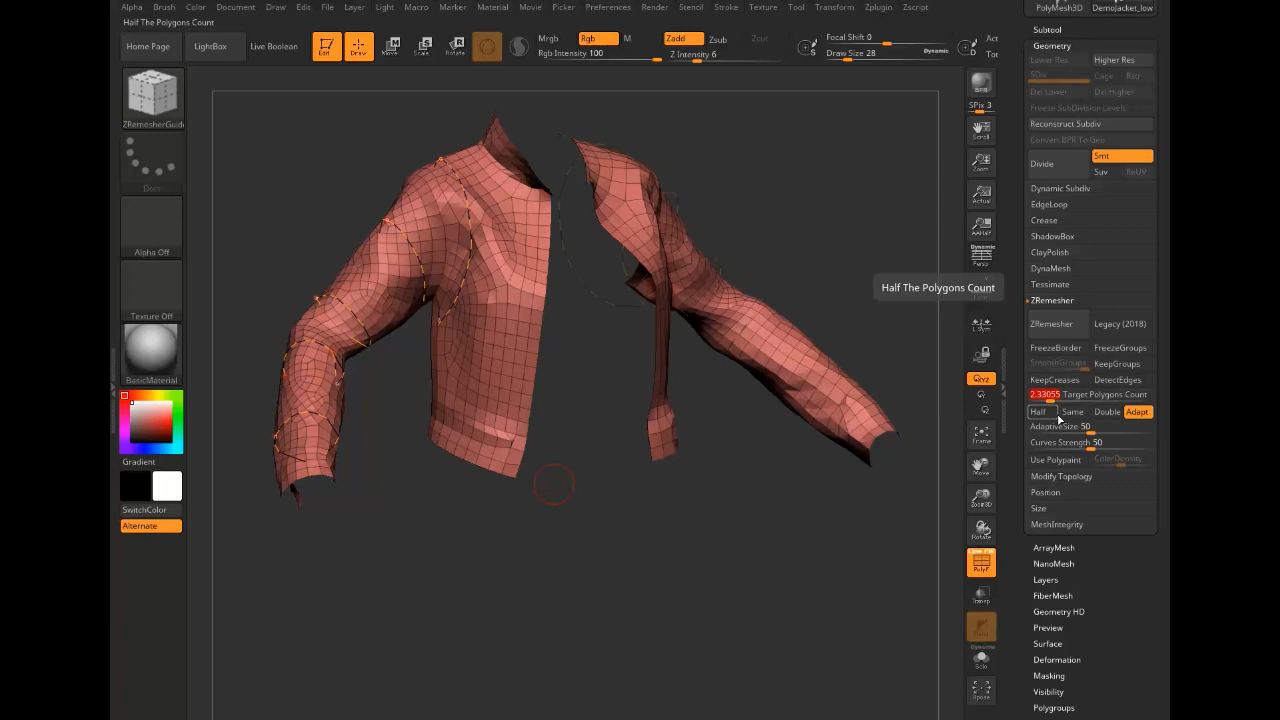 Alpha Brush Color Document Draw Edit File Layer Light Macro Marker Material Movie Picker Preferences Render Stencil Stroke Texture Tool Transform Zplugin Zscript
Half The Polygons Count
Home Page LightBox Live Boolean
Edit Draw Move Scale Rotate
Mrgb Rgb M
Rgb Intensity 100
Zadd Zsub Zcut
Z Intensity 6
Focal Shift 0
Draw Size 28 Dynamic
S D
Act
Tot
PolyMesh3D DemoJacket_low
Subtool
Geometry
Lower Res Higher Res
SDiv Cage Rstr
Del Lower Del Higher
Freeze SubDivision Levels
Reconstruct Subdiv
Convert BPR To Geo
Divide Smt
Suv ReUV
Dynamic Subdiv
EdgeLoop
Crease
ShadowBox
ClayPolish
DynaMesh
Tessimate
ZRemesher
ZRemesher Legacy (2018)
FreezeBorder FreezeGroups
SmoothGroups KeepGroups
KeepCreases DetectEdges
2.33055 Target Polygons Count
Half Same Double Adapt
AdaptiveSize 50
Curves Strength 50
Use Polypaint ColorDensity
Modify Topology
Position
Size
MeshIntegrity
ArrayMesh
NanoMesh
Layers
FiberMesh
Geometry HD
Preview
Surface
Deformation
Masking
Visibility
Polygroups
ZRemesherGuide
Dots
Alpha Off
Texture Off
BasicMaterial
Gradient
SwitchColor
Alternate
BPR
SPix 3
Scroll
Zoom
Actual
AAHalf
Dynamic
Persp
L.Sym
XYZ
Frame
Move
Zoom3D
Rotate
Line Fill
PolyF
Transp
Dynamic
Solo
Xpose
Half The Polygons Count